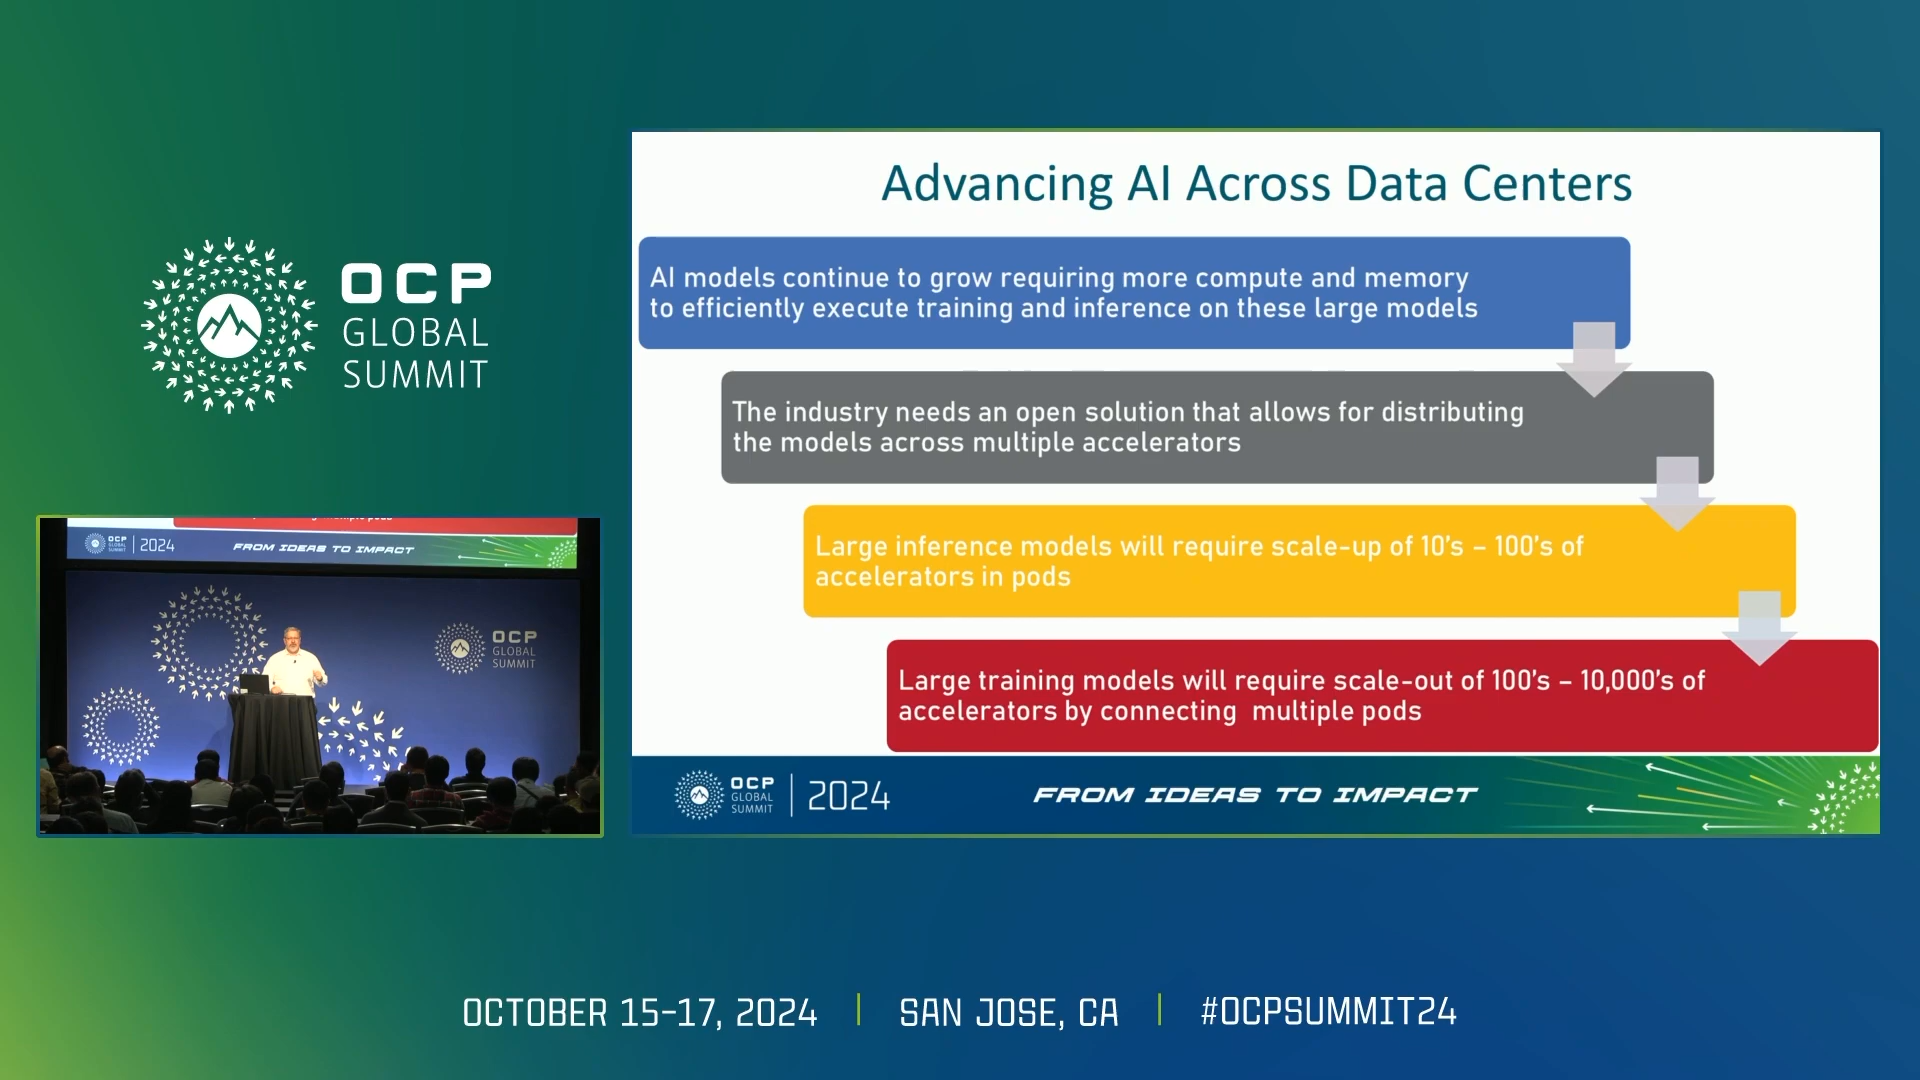 OCP
GLOBAL
SUMMIT
Advancing AI Across Data Centers
AI models continue to grow requiring more compute and memory
to efficiently execute training and inference on these large models
The industry needs an open solution that allows for distributing
the models across multiple accelerators
Large inference models will require scale-up of 10's – 100's of
accelerators in pods
Large training models will require scale-out of 100's – 10,000's of
accelerators by connecting  multiple pods
OCP
GLOBAL
SUMMIT
2024
FROM IDEAS TO IMPACT
multiple pods
OCP
GLOBAL
SUMMIT
2024
FROM IDEAS TO IMPACT
OCP
GLOBAL
SUMMIT
OCTOBER 15-17, 2024
SAN JOSE, CA
#OCPSUMMIT24